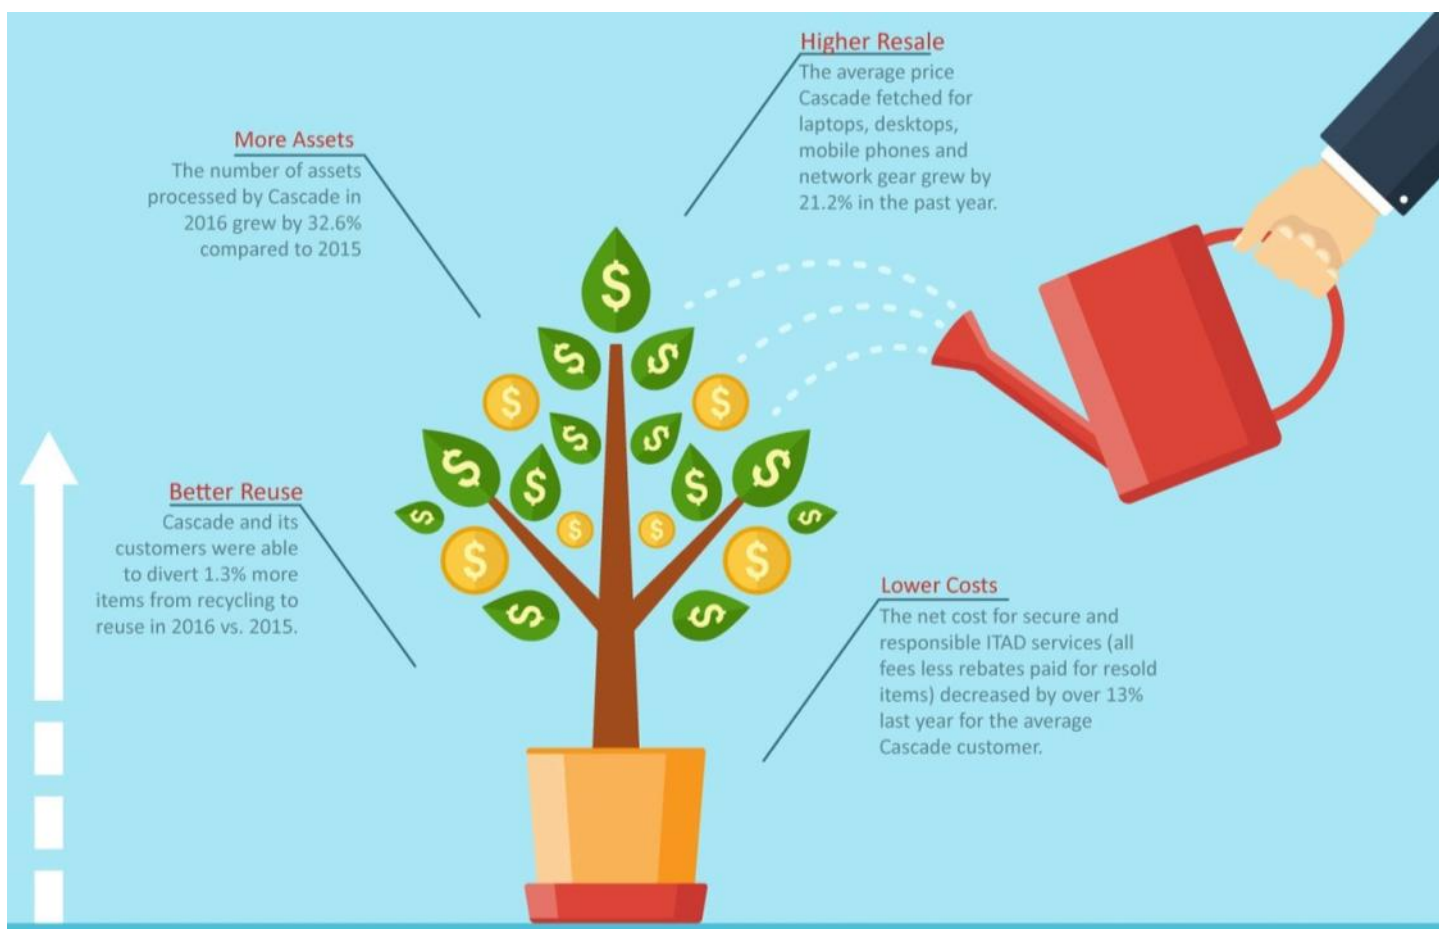 Higher Resale
The average price
Cascade fetched for
laptops, desktops,
mobile phones and
network gear grew by
21.2% in the past year.
More Assets
The number of assets
processed by Cascade in
2016 grew by 32.6%
compared to 2015
$
$ $
$ $
$ $
$ $ $ $
$ $
$ $
$ $
$ $
Better Reuse
Cascade and its
customers were able
to divert 1.3% more
items from recycling to
reuse in 2016 vs. 2015.
Lower Costs
The net cost for secure and
responsible ITAD services (all
fees less rebates paid for resold
items) decreased by over 13%
last year for the average
Cascade customer.